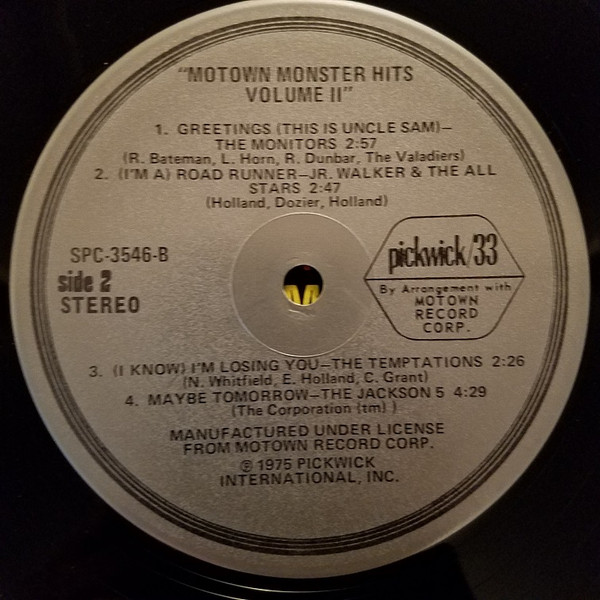 "MOTOWN MONSTER HITS
VOLUME II"
1. GREETINGS (THIS IS UNCLE SAM)—
THE MONITORS 2:57
(R. Bateman, L. Horn, R. Dunbar, The Valadiers)
2. (I'M A) ROAD RUNNER—JR. WALKER & THE ALL
STARS 2:47
(Holland, Dozier, Holland)
SPC-3546-B
side 2
STEREO
pickwick/33
By Arrangement with
MOTOWN
RECORD
CORP.
3. (I KNOW) I'M LOSING YOU—THE TEMPTATIONS 2:26
(N. Whitfield, E. Holland, C. Grant)
4. MAYBE TOMORROW—THE JACKSON 5 4:29
(The Corporation (tm) )
MANUFACTURED UNDER LICENSE
FROM MOTOWN RECORD CORP.
℗ 1975 PICKWICK
INTERNATIONAL, INC.